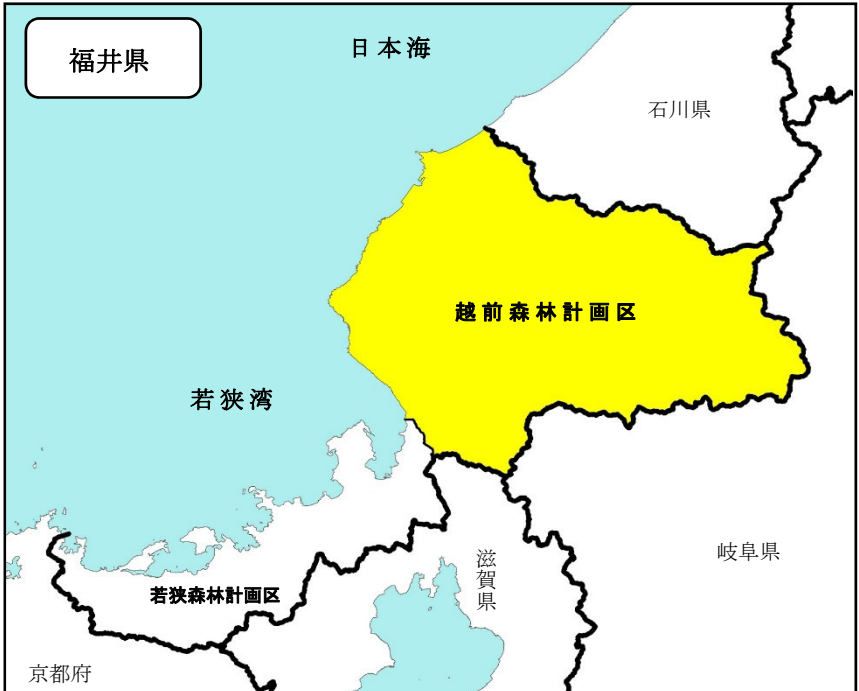 福井県
日本海
石川県
越前森林計画区
若狭湾
岐阜県
滋賀県
若狭森林計画区
京都府